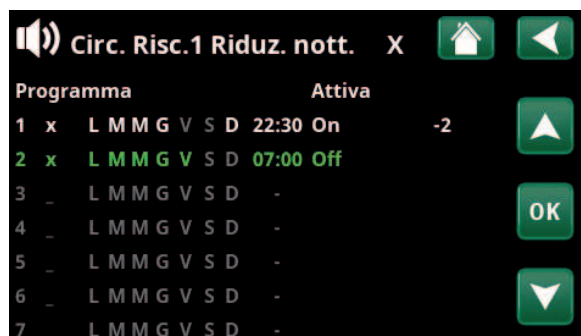 Circ. Risc.1 Riduz. nott. X
Programma Attiva
1 x L M M G V S D 22:30 On -2
2 x L M M G V S D 07:00 Off
3 _ L M M G V S D -
4 _ L M M G V S D -
OK
5 _ L M M G V S D -
6 _ L M M G V S D -
7 L M M G V S D -